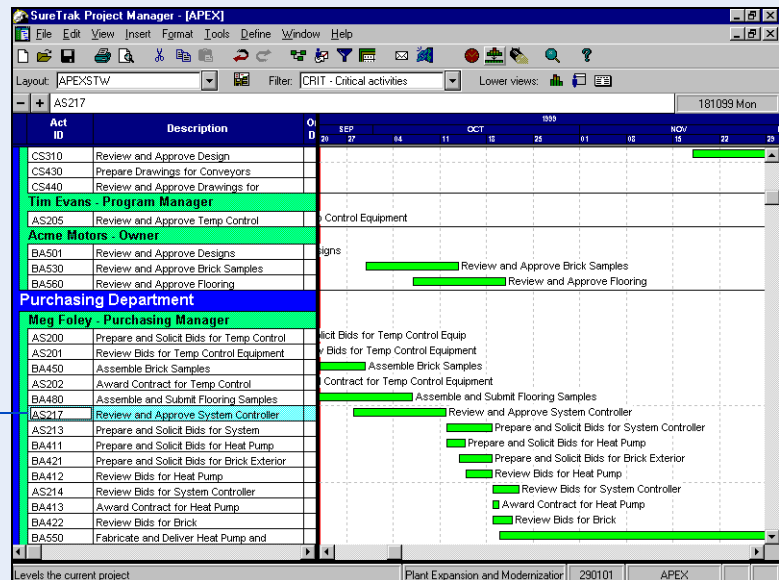 SureTrak Project Manager - [APEX]
File Edit View Insert Format Tools Define Window Help
Layout: APEXSTW Filter: CRIT - Critical activities Lower views:
- + AS217 181099 Mon
Act ID Description 1999
SEP OCT NOV
20 27 04 11 18 25 01 08 15 22 29
CS310 Review and Approve Design
CS430 Prepare Drawings for Conveyors
CS440 Review and Approve Drawings for
Tim Evans - Program Manager
AS205 Review and Approve Temp Control Control Equipment
Acme Motors - Owner
BA501 Review and Approve Designs signs
BA530 Review and Approve Brick Samples Review and Approve Brick Samples
BA560 Review and Approve Flooring Review and Approve Flooring
Purchasing Department
Meg Foley - Purchasing Manager
AS200 Prepare and Solicit Bids for Temp Control licit Bids for Temp Control Equip
AS201 Review Bids for Temp Control Equipment Bids for Temp Control Equipment
BA450 Assemble Brick Samples Assemble Brick Samples
AS202 Award Contract for Temp Control Contract for Temp Control Equipment
BA480 Assemble and Submit Flooring Samples Assemble and Submit Flooring Samples
AS217 Review and Approve System Controller Review and Approve System Controller
AS213 Prepare and Solicit Bids for System Prepare and Solicit Bids for System Controller
BA411 Prepare and Solicit Bids for Heat Pump Prepare and Solicit Bids for Heat Pump
BA421 Prepare and Solicit Bids for Brick Exterior Prepare and Solicit Bids for Brick Exterior
BA412 Review Bids for Heat Pump Review Bids for Heat Pump
AS214 Review Bids for System Controller Review Bids for System Controller
BA413 Award Contract for Heat Pump Award Contract for Heat Pump
BA422 Review Bids for Brick Review Bids for Brick
BA550 Fabricate and Deliver Heat Pump and
Levels the current project Plant Expansion and Modernization 290101 APEX